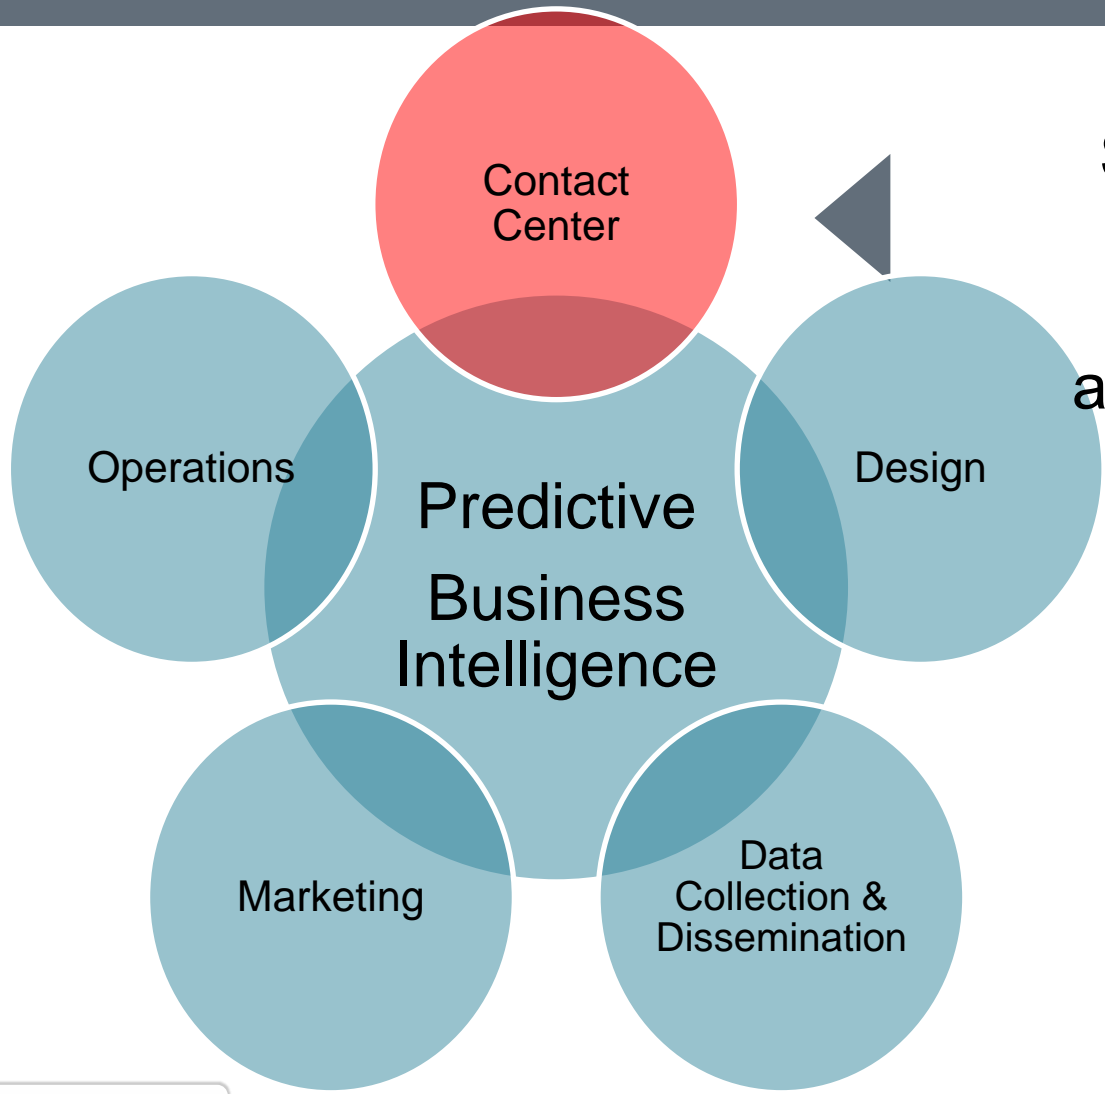 Contact
Center
Operations
Design
Predictive
Business
Intelligence
Marketing
Data
Collection &
Dissemination
a